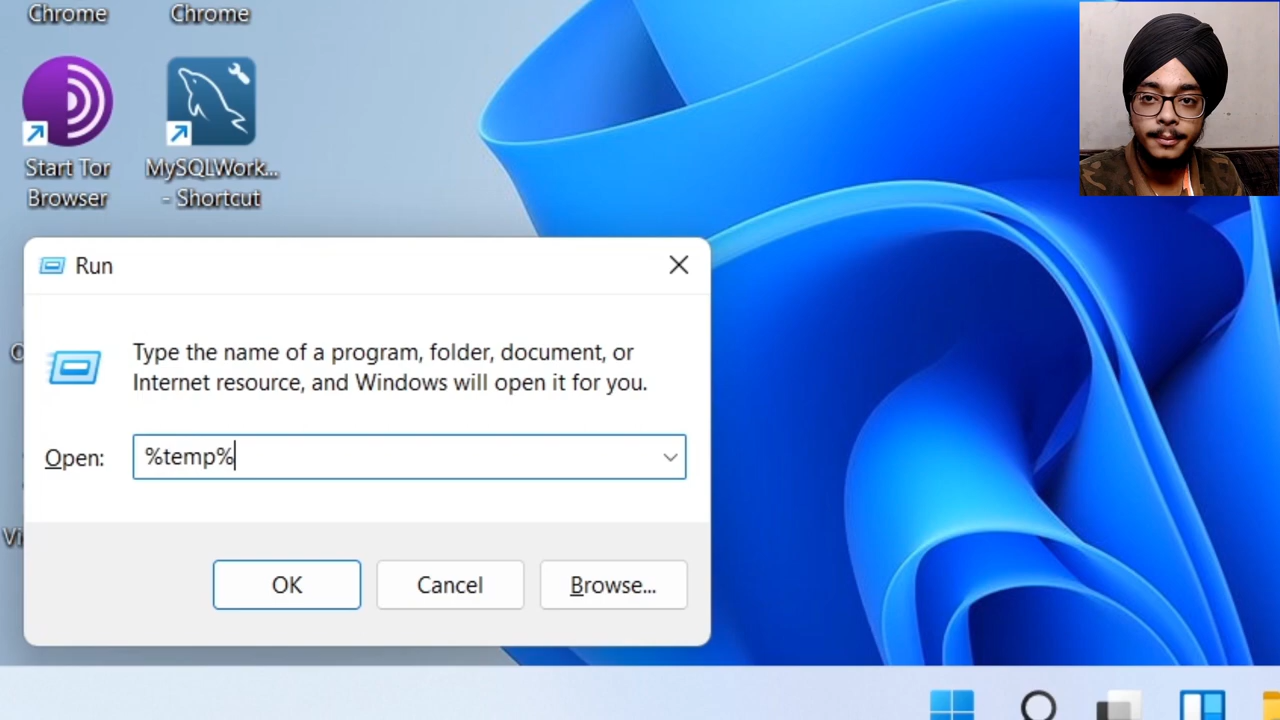 Chrome
Chrome
Start Tor
Browser
MySQLWork...
- Shortcut
Run
Type the name of a program, folder, document, or
Internet resource, and Windows will open it for you.
Open:
%temp%
OK
Cancel
Browse...